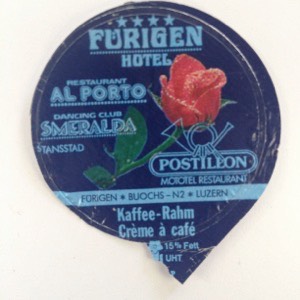 ★★★★
FÜRIGEN
HOTEL
RESTAURANT
AL PORTO
DANCING CLUB
SMERALDA
STANSSTAD
POSTILLON
MOTOTEL RESTAURANT
FÜRIGEN ★ BUOCHS – N2 ★ LUZERN
Kaffee-Rahm
Crème à café
15% Fett
UHT